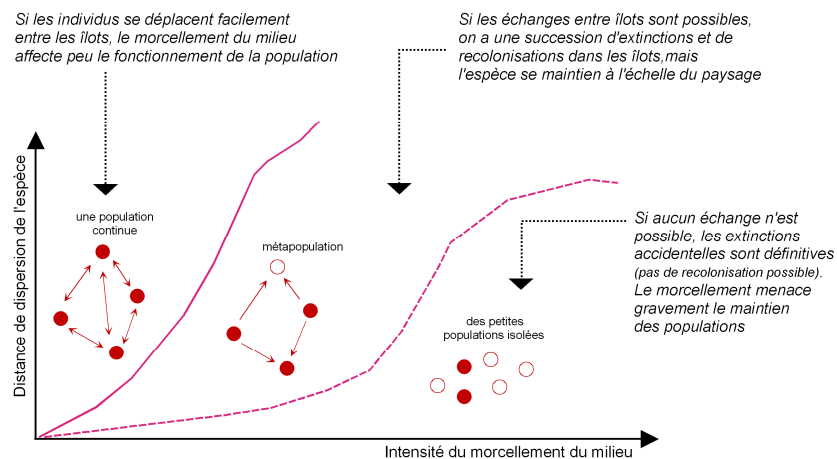 Si les individus se déplacent facilement
entre les îlots, le morcellement du milieu
affecte peu le fonctionnement de la population
Si les échanges entre îlots sont possibles,
on a une succession d'extinctions et de
recolonisations dans les îlots,mais
l'espèce se maintien à l'échelle du paysage
Distance de dispersion de l'espèce
une population
continue
métapopulation
Si aucun échange n'est
possible, les extinctions
accidentelles sont définitives
(pas de recolonisation possible).
Le morcellement menace
gravement le maintien
des populations
des petites
populations isolées
Intensité du morcellement du milieu